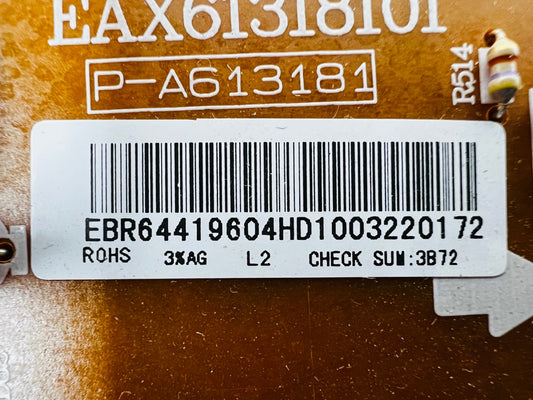 EAX61318101
P-A613181
R514
EBR64419604HD1003220172
ROHS 3%AG L2 CHECK SUM:3B72